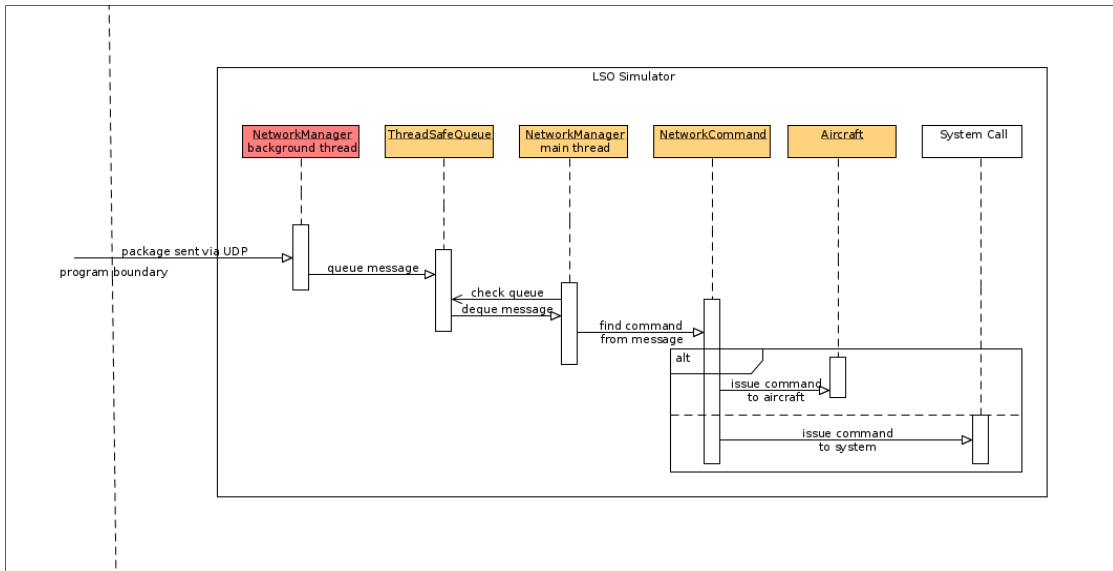 LSO Simulator
NetworkManager
background thread
ThreadSafeQueue
NetworkManager
main thread
NetworkCommand
Aircraft
System Call
package sent via UDP
program boundary
queue message
check queue
deque message
find command
from message
alt
issue command
to aircraft
issue command
to system